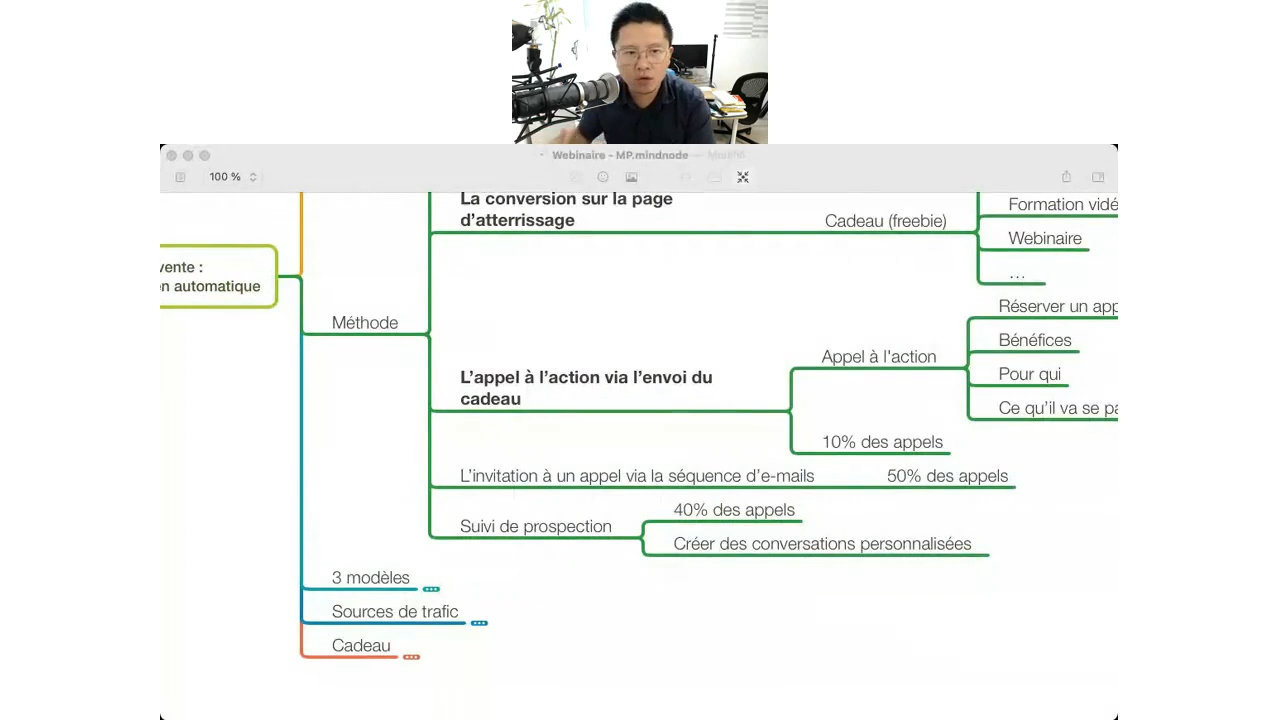 Webinaire - MP.mindnode
100 %
La conversion sur la page
d’atterrissage
Cadeau (freebie)
Formation vidé
Webinaire
...
vente :
en automatique
Méthode
Réserver un app
Appel à l'action
Bénéfices
Pour qui
Ce qu’il va se pa
L’appel à l’action via l’envoi du
cadeau
10% des appels
L’invitation à un appel via la séquence d’e-mails
50% des appels
Suivi de prospection
40% des appels
Créer des conversations personnalisées
3 modèles
Sources de trafic
Cadeau